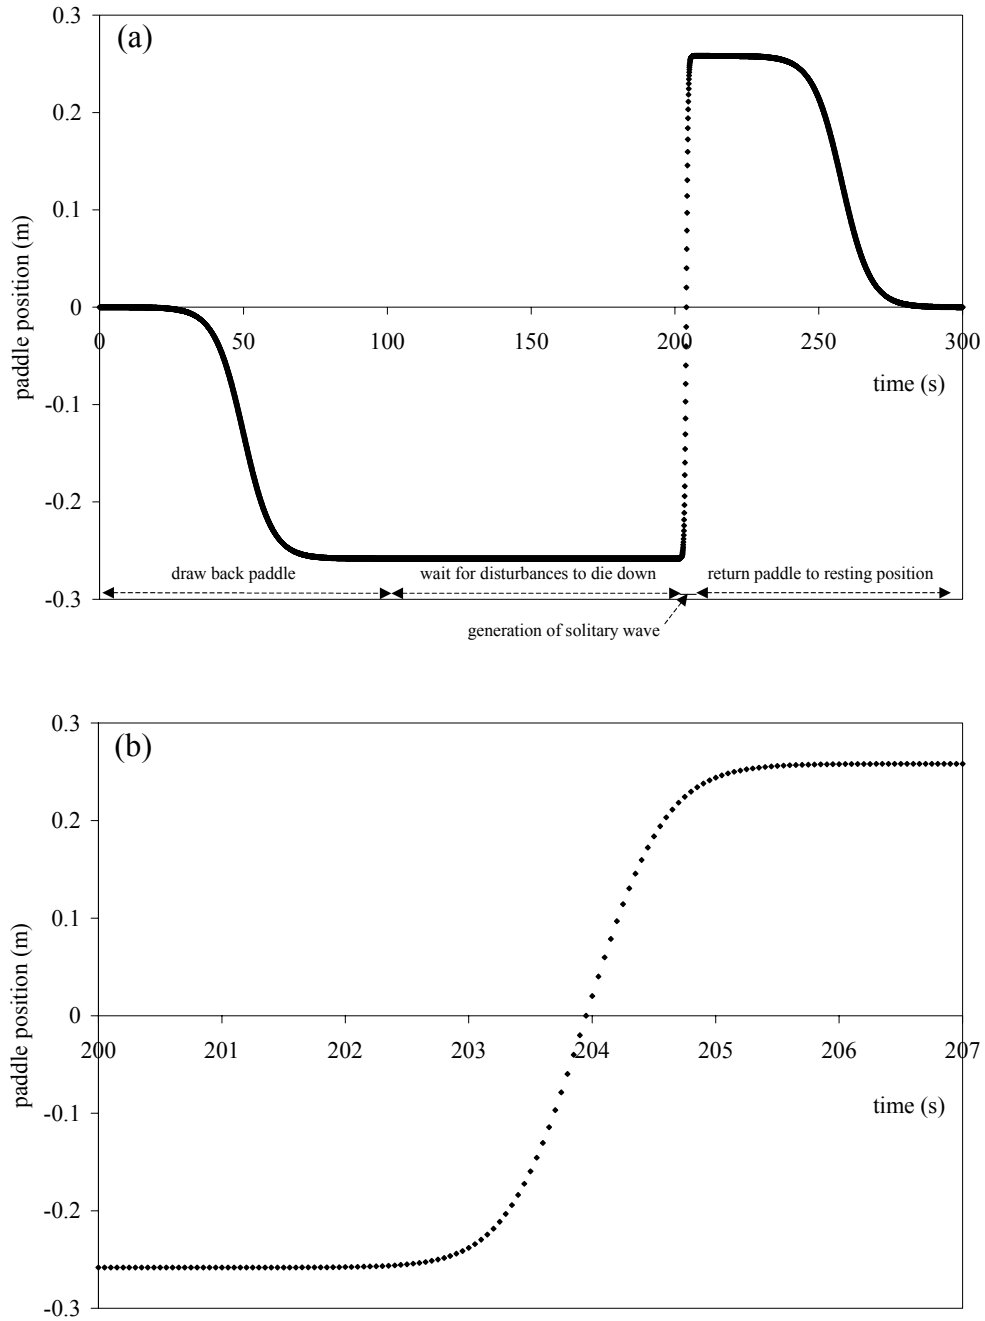 (a)
0.3
0.2
0.1
0
-0.1
-0.2
-0.3
paddle position (m)
0 50 100 150 200 250 300
time (s)
draw back paddle wait for disturbances to die down return paddle to resting position
generation of solitary wave
(b)
0.3
0.2
0.1
0
-0.1
-0.2
-0.3
paddle position (m)
200 201 202 203 204 205 206 207
time (s)